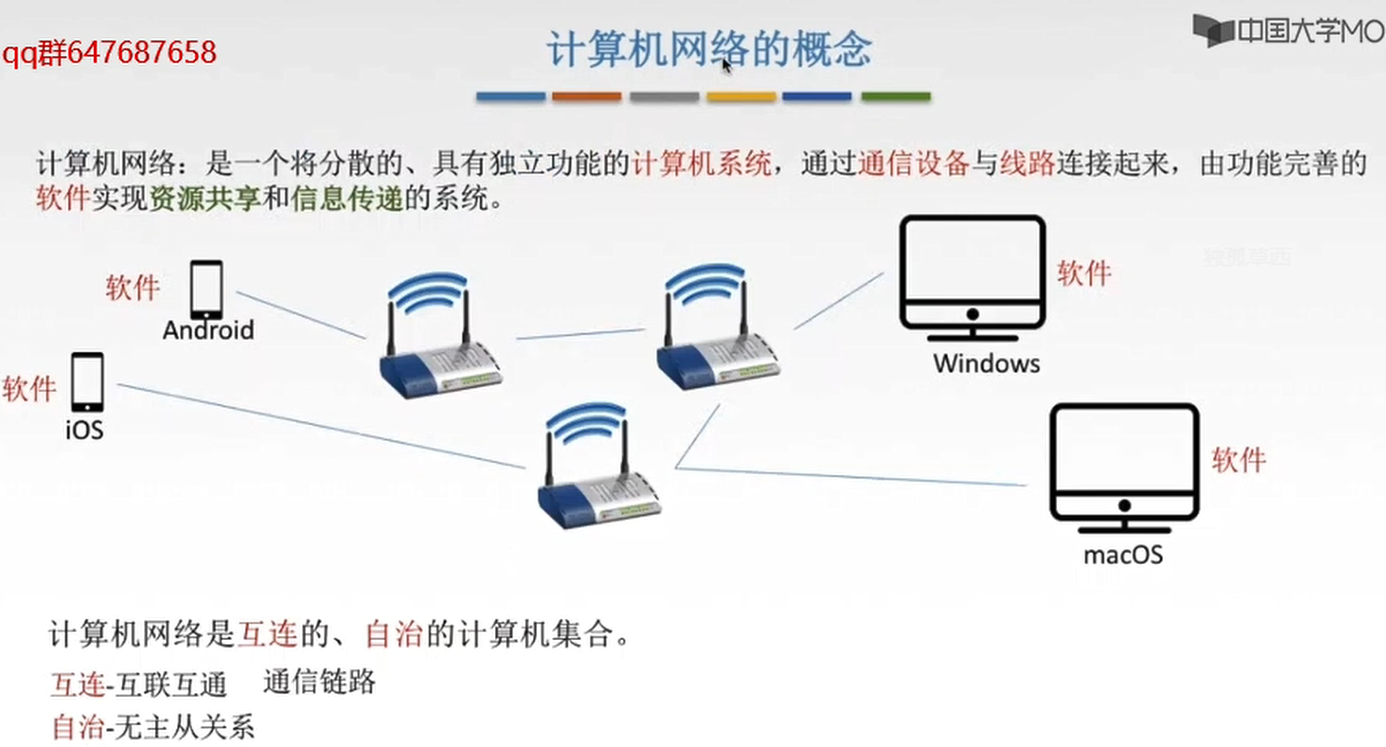 qq群647687658
计算机网络的概念
中国大学MO
计算机网络：是一个将分散的、具有独立功能的计算机系统，通过通信设备与线路连接起来，由功能完善的
软件实现资源共享和信息传递的系统。
软件
Android
软件
Windows
软件
iOS
软件
macOS
计算机网络是互连的、自治的计算机集合。
互连-互联互通 通信链路
自治-无主从关系